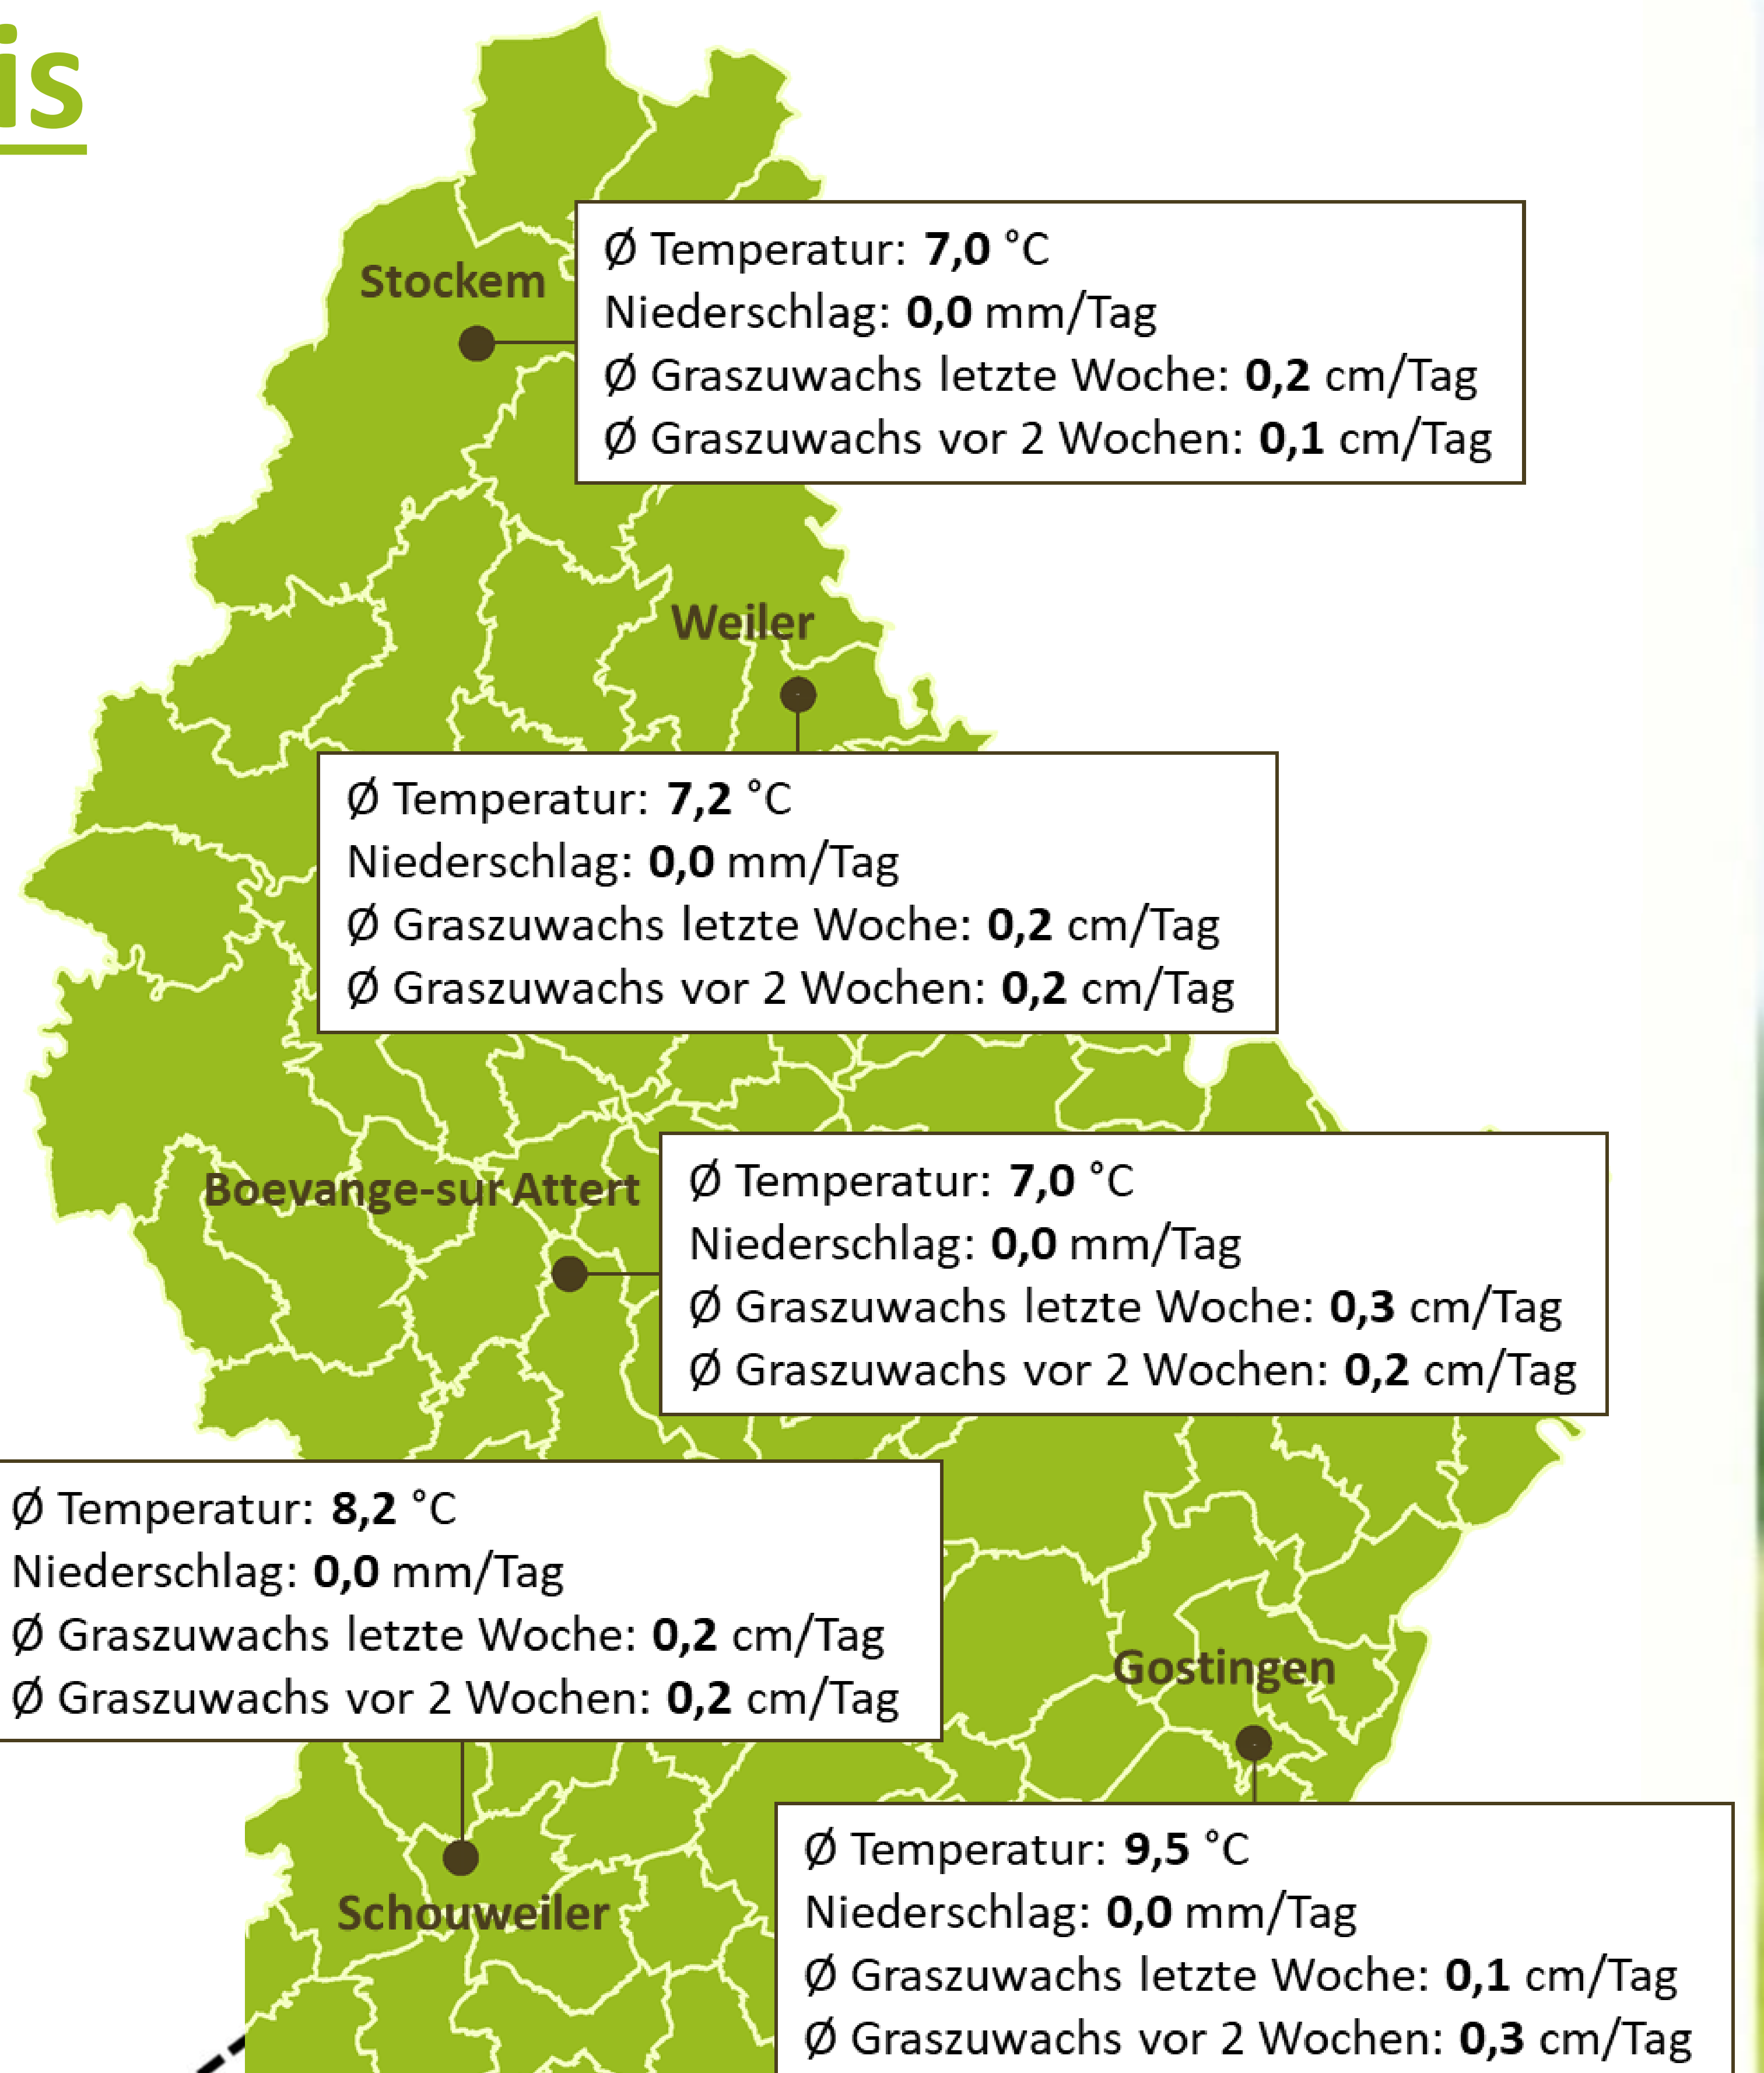 is
Stockem
Ø Temperatur: 7,0 °C
Niederschlag: 0,0 mm/Tag
Ø Graszuwachs letzte Woche: 0,2 cm/Tag
Ø Graszuwachs vor 2 Wochen: 0,1 cm/Tag
Weiler
Ø Temperatur: 7,2 °C
Niederschlag: 0,0 mm/Tag
Ø Graszuwachs letzte Woche: 0,2 cm/Tag
Ø Graszuwachs vor 2 Wochen: 0,2 cm/Tag
Boevange-sur Attert
Ø Temperatur: 7,0 °C
Niederschlag: 0,0 mm/Tag
Ø Graszuwachs letzte Woche: 0,3 cm/Tag
Ø Graszuwachs vor 2 Wochen: 0,2 cm/Tag
Ø Temperatur: 8,2 °C
Niederschlag: 0,0 mm/Tag
Ø Graszuwachs letzte Woche: 0,2 cm/Tag
Ø Graszuwachs vor 2 Wochen: 0,2 cm/Tag
Schouweiler
Gostingen
Ø Temperatur: 9,5 °C
Niederschlag: 0,0 mm/Tag
Ø Graszuwachs letzte Woche: 0,1 cm/Tag
Ø Graszuwachs vor 2 Wochen: 0,3 cm/Tag